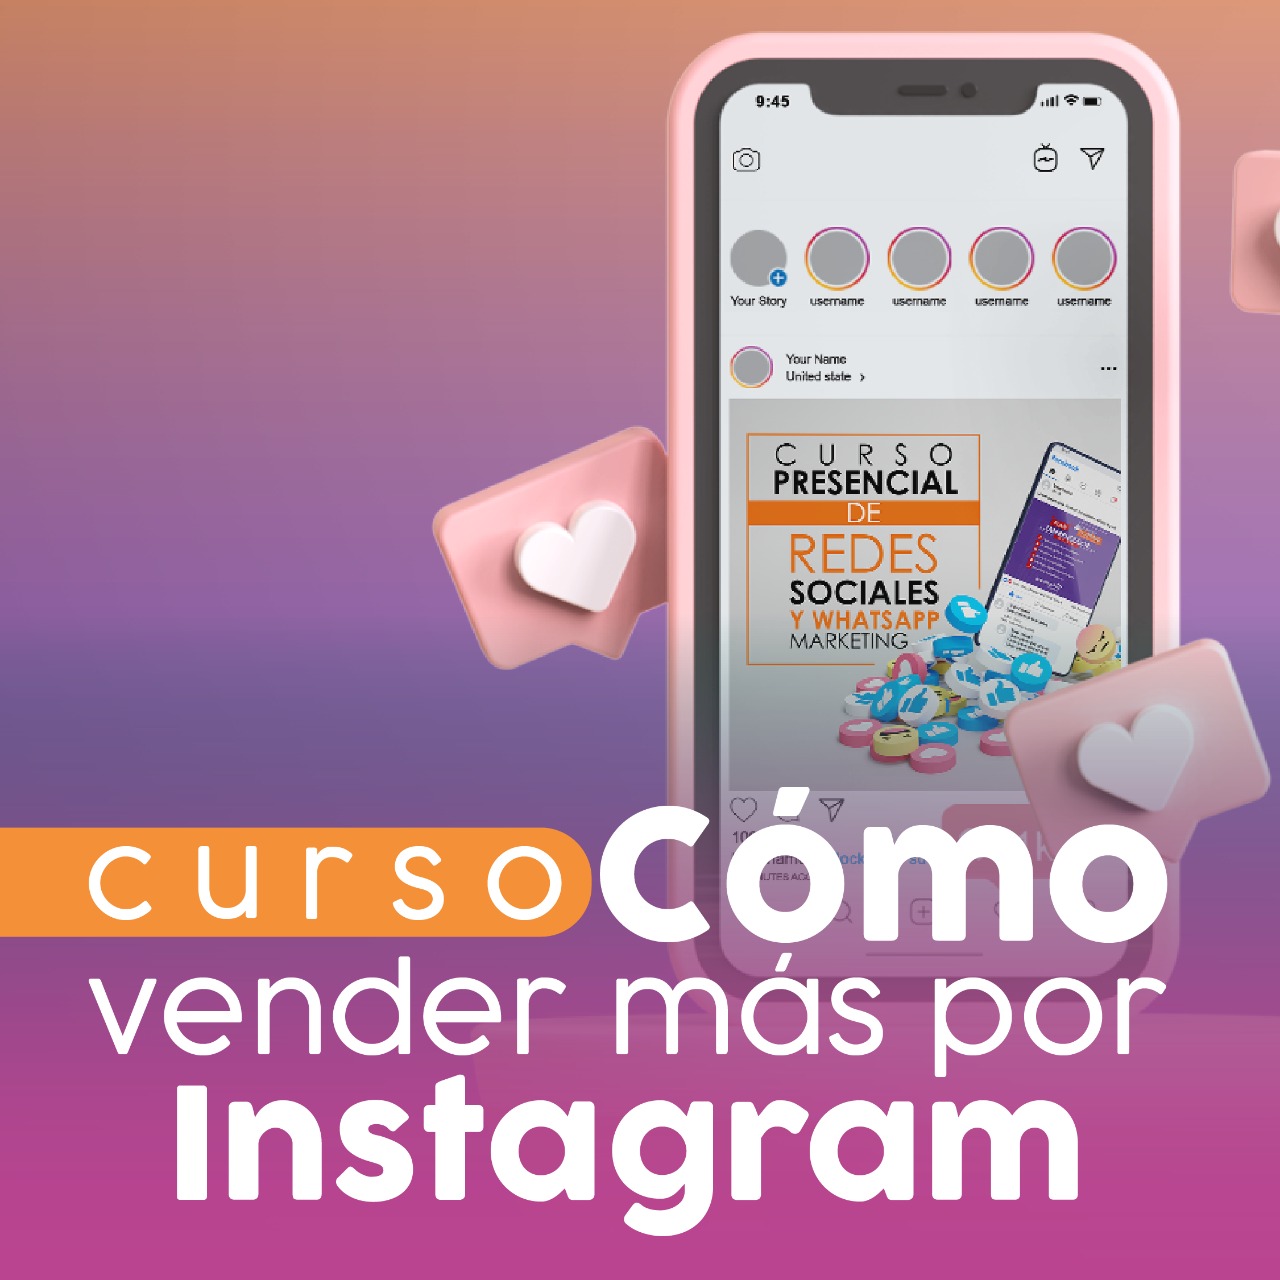 9:45
Your Story username username username username
Your Name
United state >
...
CURSO
PRESENCIAL
DE
REDES
SOCIALES
Y WHATSAPP
MARKETING
curso Cómo
vender más por
Instagram